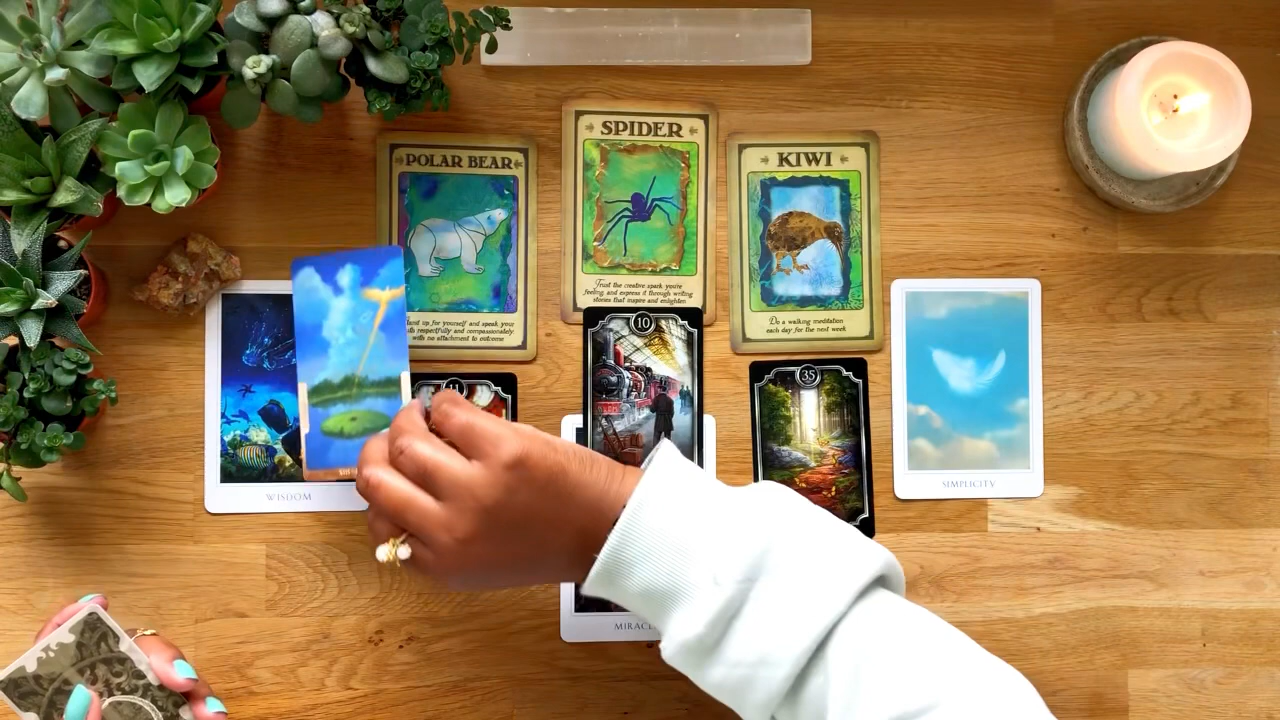 SPIDER
POLAR BEAR
KIWI
Trust the creative spark you're
feeling, and express it through writing
stories that inspire and enlighten
Stand up for yourself and speak your
with respectfully and compassionately
with no attachment to outcome
Do a walking meditation
each day for the next week
10
11
35
SIMPLICITY
WISDOM